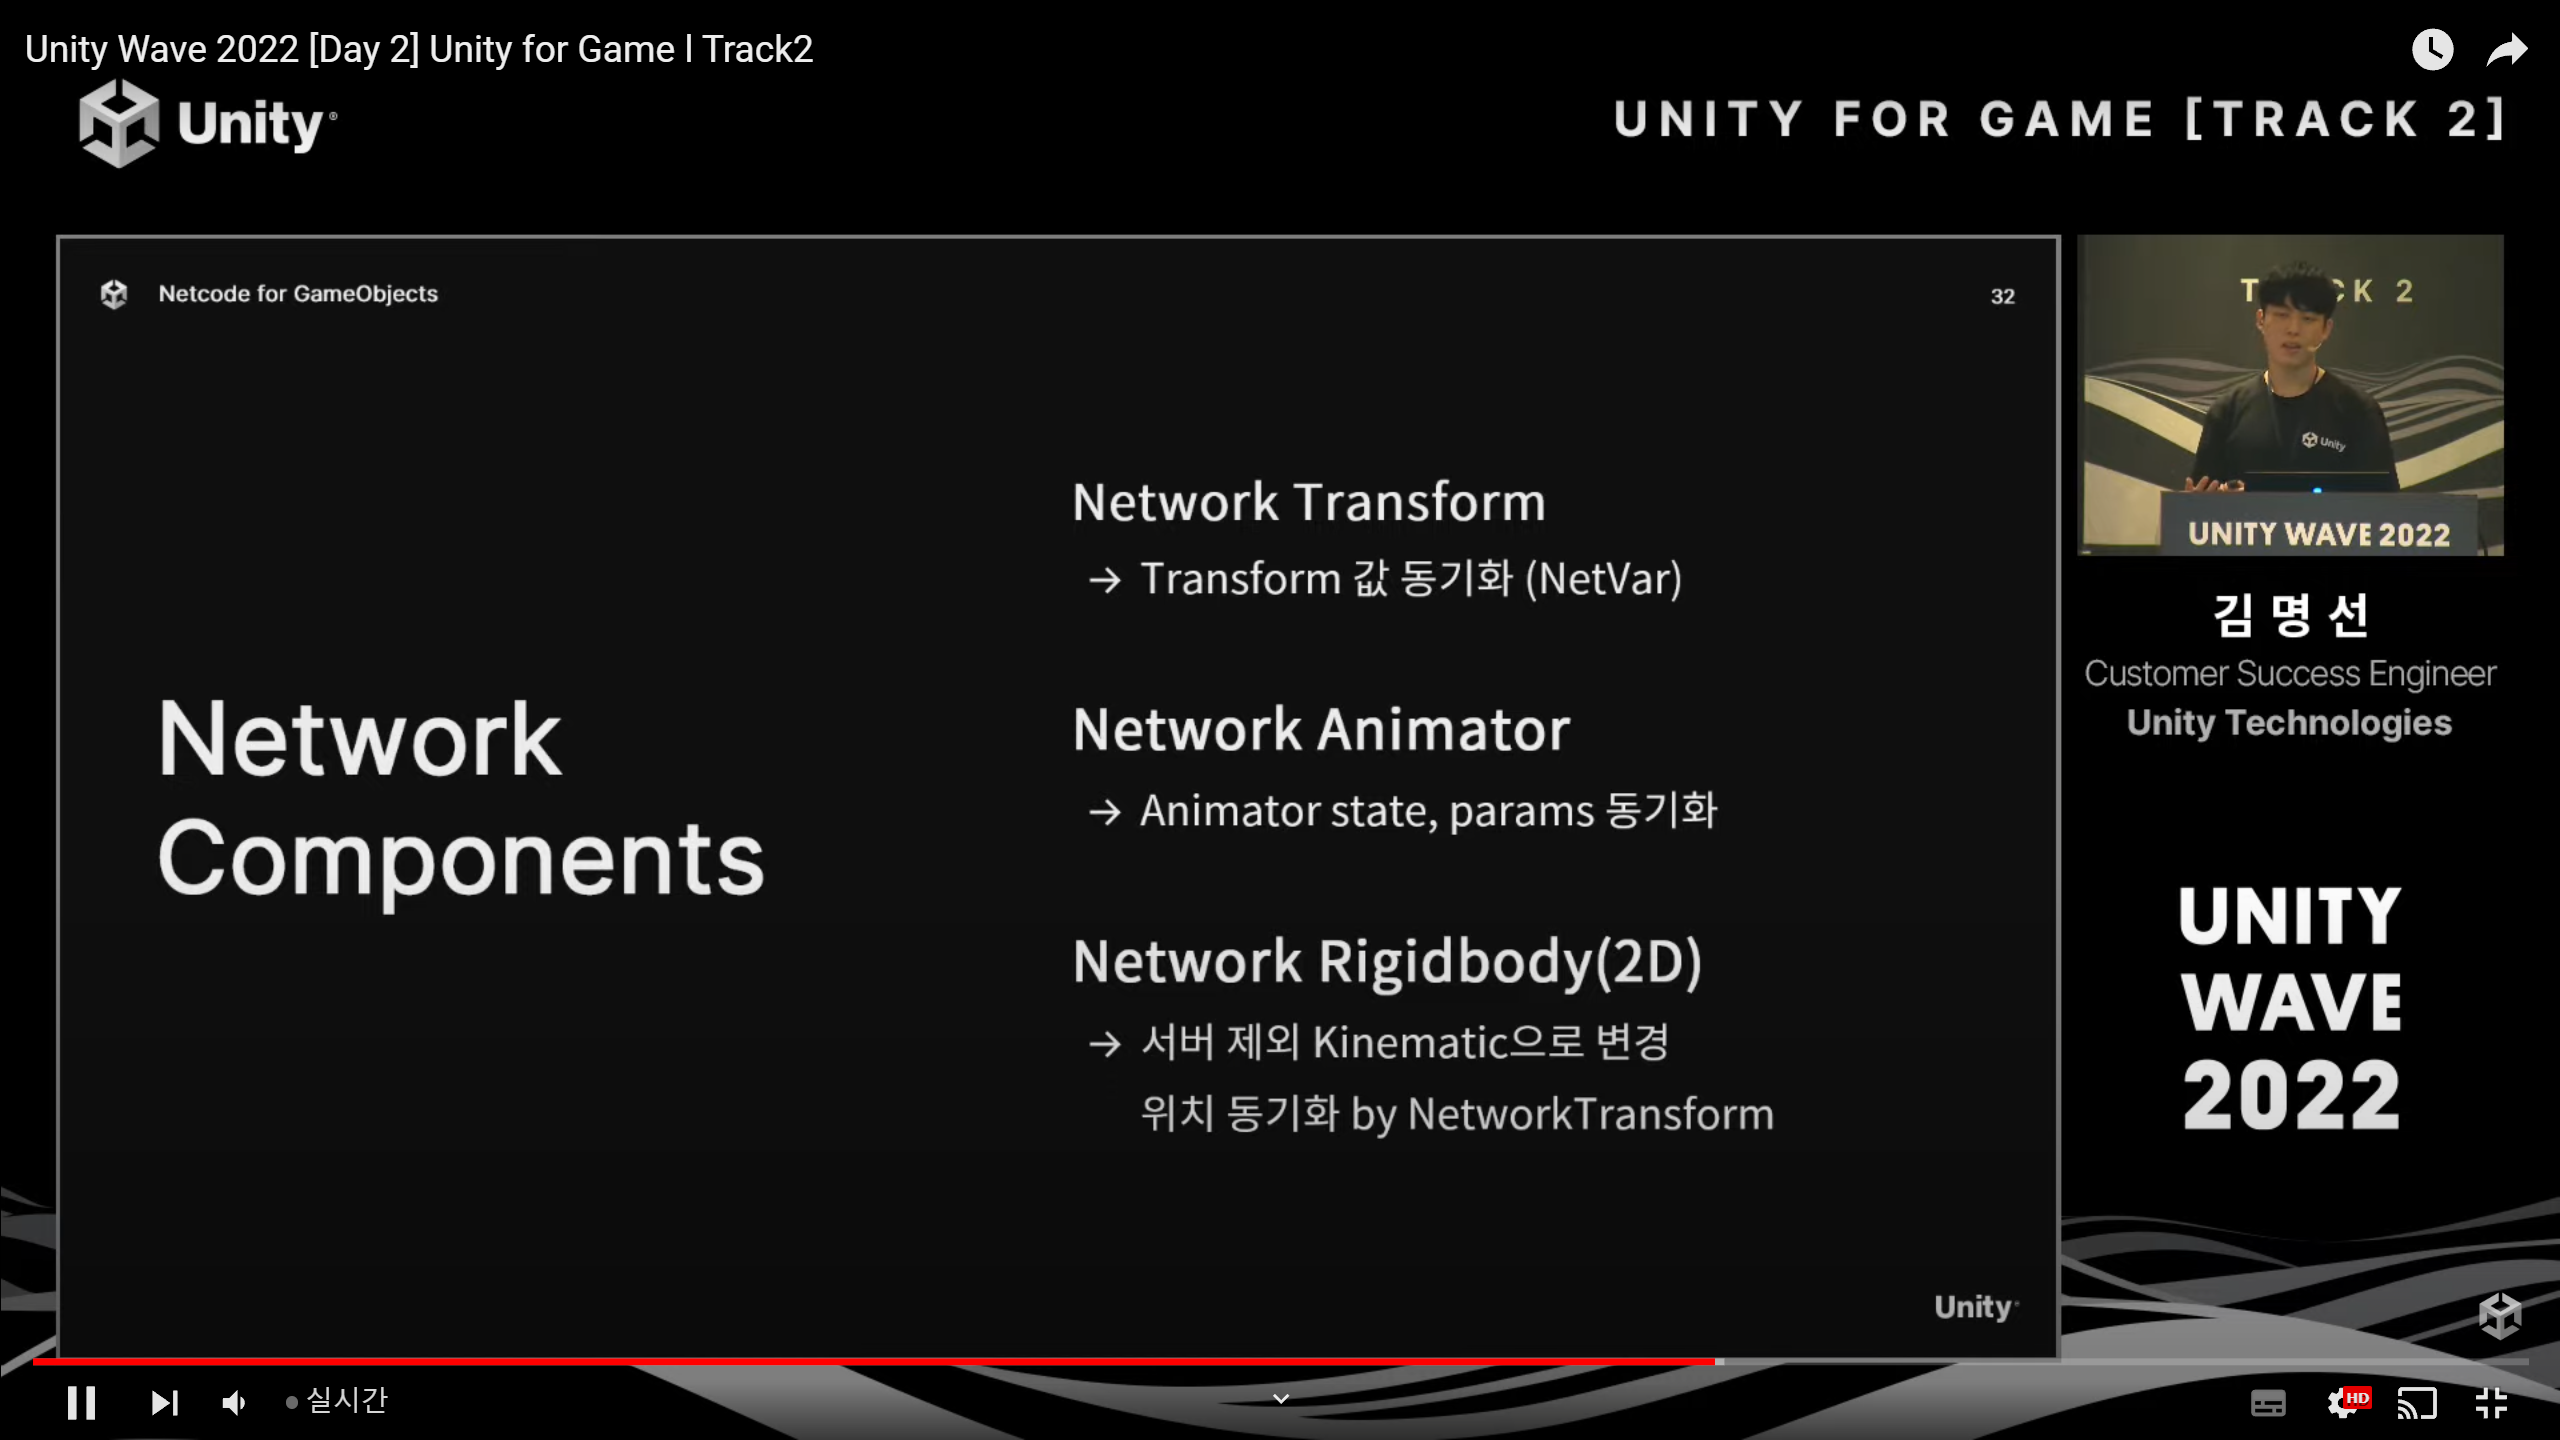 Unity Wave 2022 [Day 2] Unity for Game l Track2
Unity
UNITY FOR GAME [TRACK 2]
Netcode for GameObjects
32
Network
Components
Network Transform
→ Transform 값 동기화 (NetVar)
Network Animator
→ Animator state, params 동기화
Network Rigidbody(2D)
→ 서버 제외 Kinematic으로 변경
위치 동기화 by NetworkTransform
Unity
CK 2
Unity
UNITY WAVE 2022
김명선
Customer Success Engineer
Unity Technologies
UNITY
WAVE
2022
실시간
HD